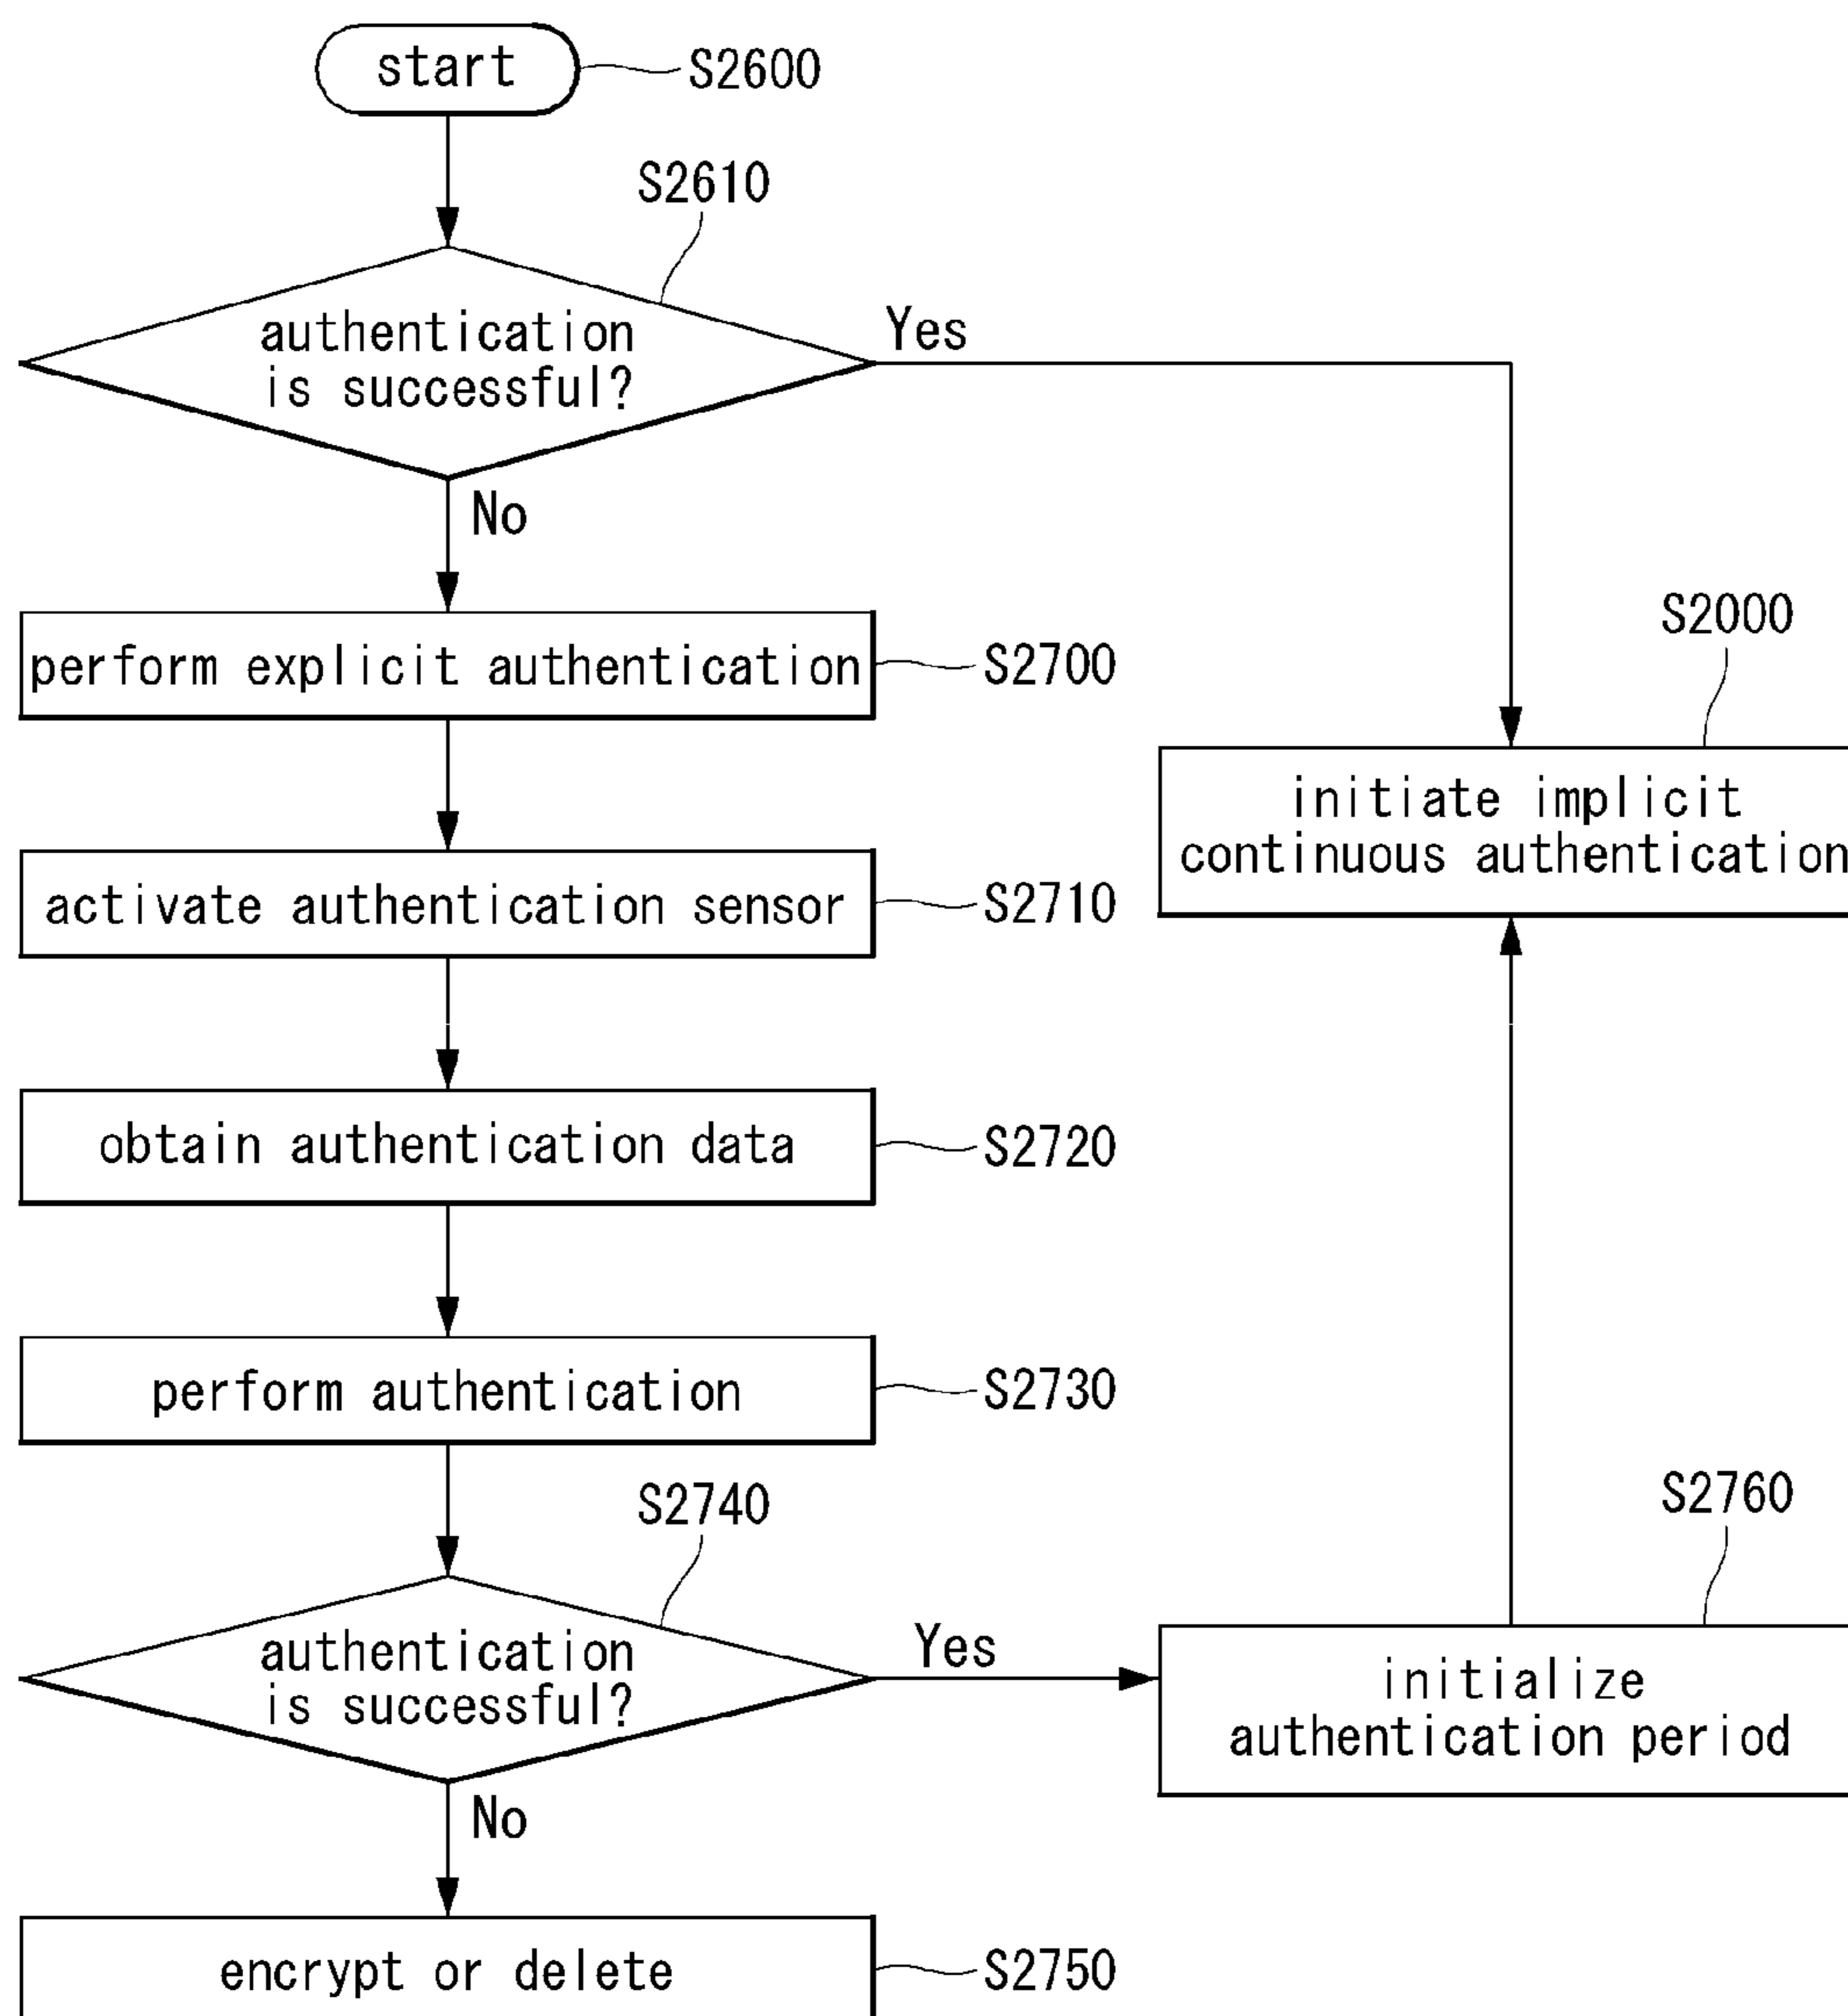 start
S2600
S2610
authentication
is successful?
Yes
No
perform explicit authentication
S2700
S2000
initiate implicit
continuous authentication
activate authentication sensor
S2710
obtain authentication data
S2720
perform authentication
S2730
S2740
authentication
is successful?
Yes
No
S2760
initialize
authentication period
encrypt or delete
S2750